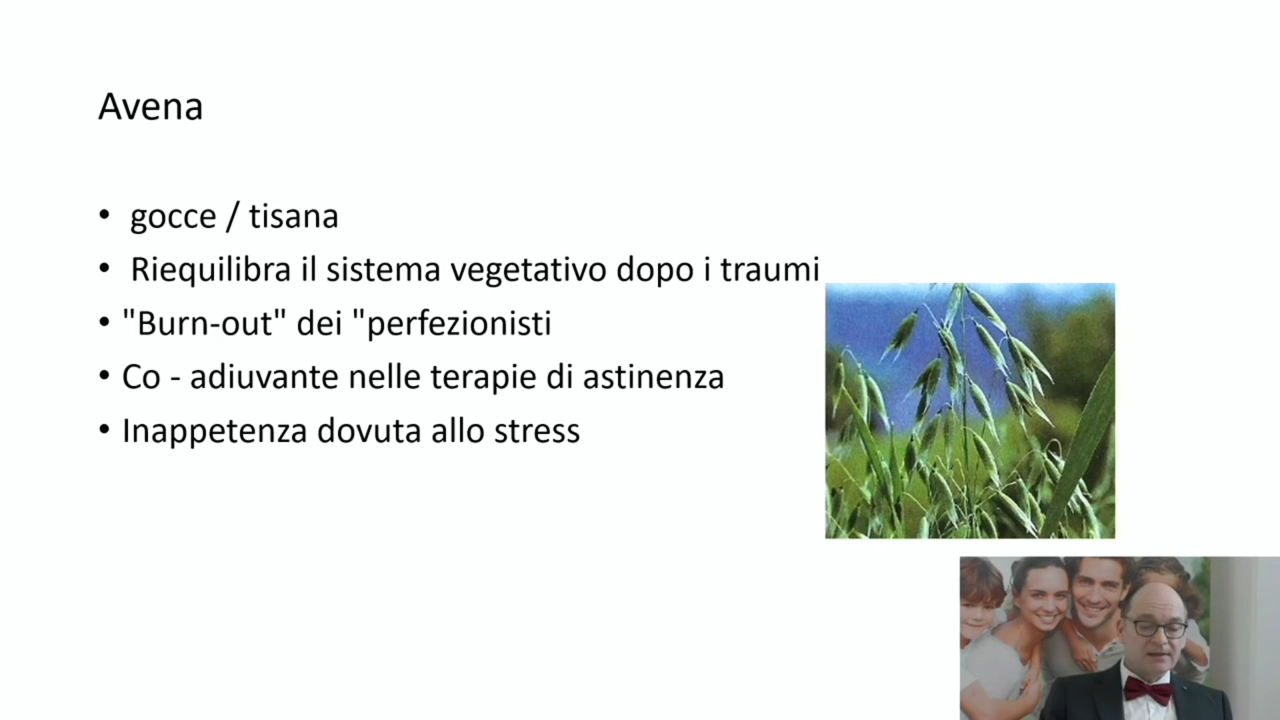 Avena
• gocce / tisana
• Riequilibra il sistema vegetativo dopo i traumi
• "Burn-out" dei "perfezionisti
• Co - adiuvante nelle terapie di astinenza
• Inappetenza dovuta allo stress